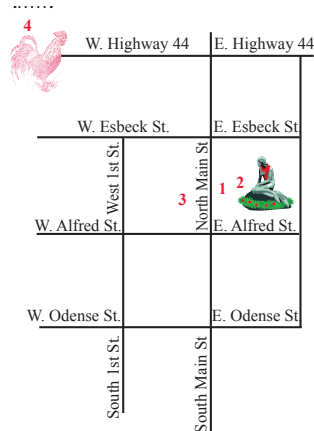 4
W. Highway 44
E. Highway 44
W. Esbeck St.
E. Esbeck St.
West 1st St.
North Main St
3
1
2
W. Alfred St.
E. Alfred St.
W. Odense St.
E. Odense St.
South 1st St.
South Main St